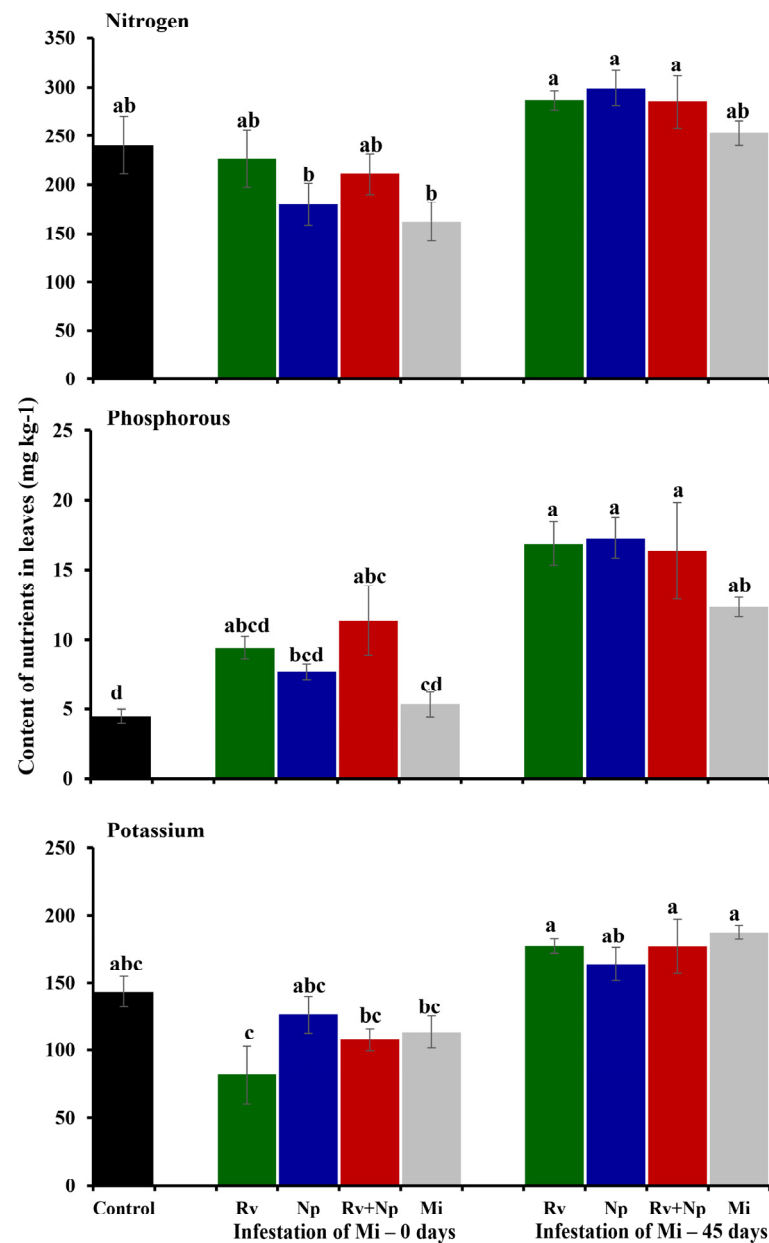 Nitrogen
350
300
250
200
150
100
50
0
ab
ab
b
ab
b
a
a
a
ab
Content of nutrients in leaves (mg kg-1)
Phosphorous
25
20
15
10
5
0
d
abcd
bcd
abc
cd
a
a
a
ab
Potassium
250
200
150
100
50
0
abc
c
abc
bc
bc
a
ab
a
a
Control Rv Np Rv+Np Mi Rv Np Rv+Np Mi
Infestation of Mi – 0 days Infestation of Mi – 45 days